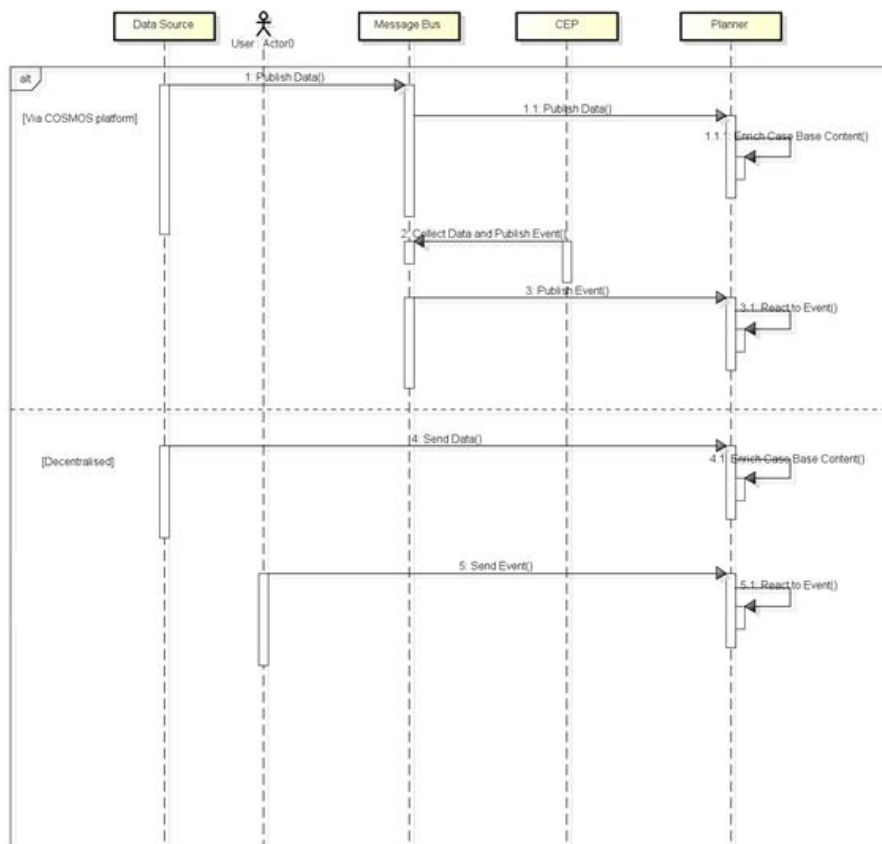 Data Source
User : Actor0
Message Bus
CEP
Planner
alt
[Via COSMOS platform]
1: Publish Data()
1.1: Publish Data()
1.1.1: Enrich Case Base Content()
2: Collect Data and Publish Event()
3: Publish Event()
3.1: React to Event()
[Decentralised]
4: Send Data()
4.1: Enrich Case Base Content()
5: Send Event()
5.1: React to Event()